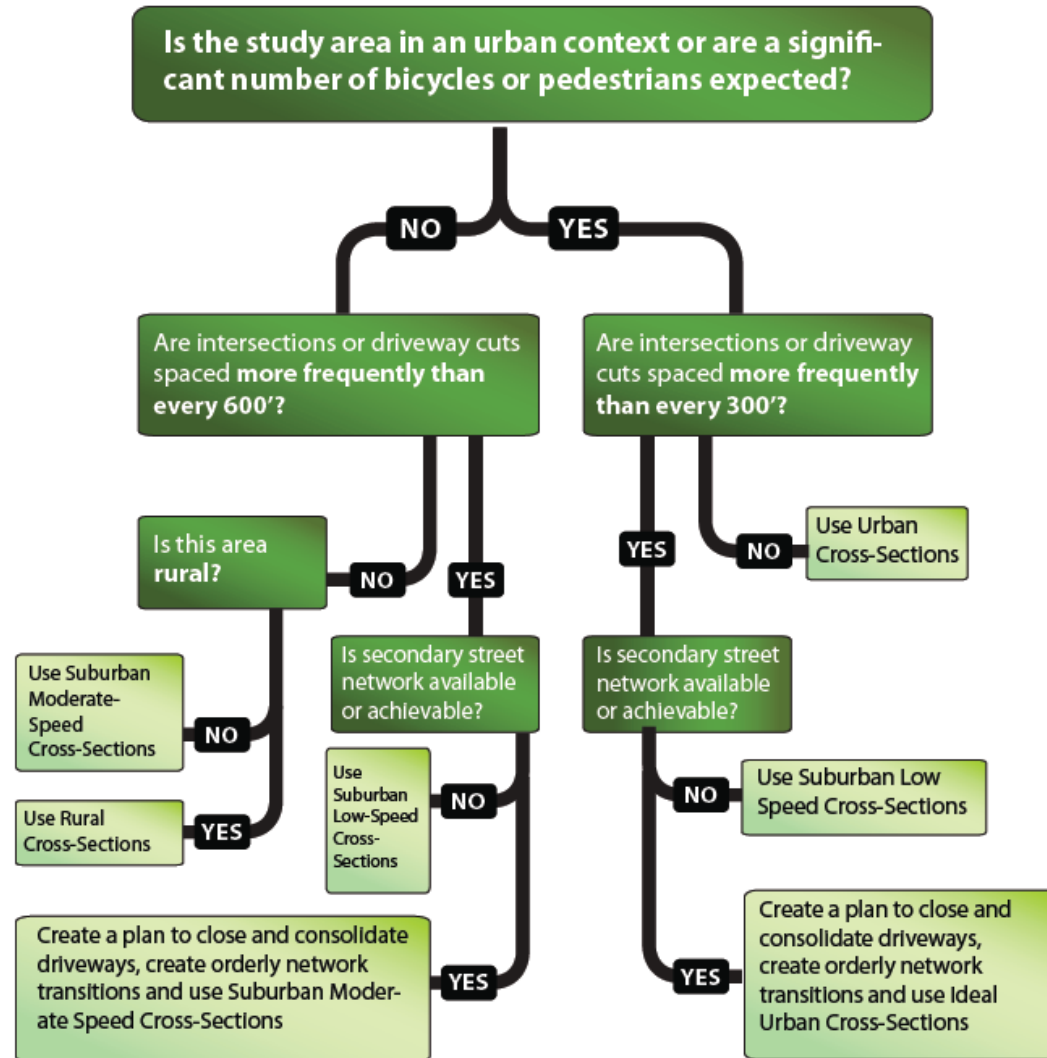 Is the study area in an urban context or are a signifi-
cant number of bicycles or pedestrians expected?
NO
YES
Are intersections or driveway cuts
spaced more frequently than
every 600'?
Are intersections or driveway
cuts spaced more frequently
than every 300'?
Is this area
rural?
NO
YES
YES
NO
Use Urban
Cross-Sections
Use Suburban
Moderate-
Speed
Cross-Sections
NO
Use Rural
Cross-Sections
YES
Is secondary street
network available
or achievable?
Is secondary street
network available
or achievable?
Use
Suburban
Low-Speed
Cross-
Sections
NO
NO
Use Suburban Low
Speed Cross-Sections
Create a plan to close and consolidate
driveways, create orderly network
transitions and use Suburban Moder-
ate Speed Cross-Sections
YES
YES
Create a plan to close and
consolidate driveways,
create orderly network
transitions and use Ideal
Urban Cross-Sections